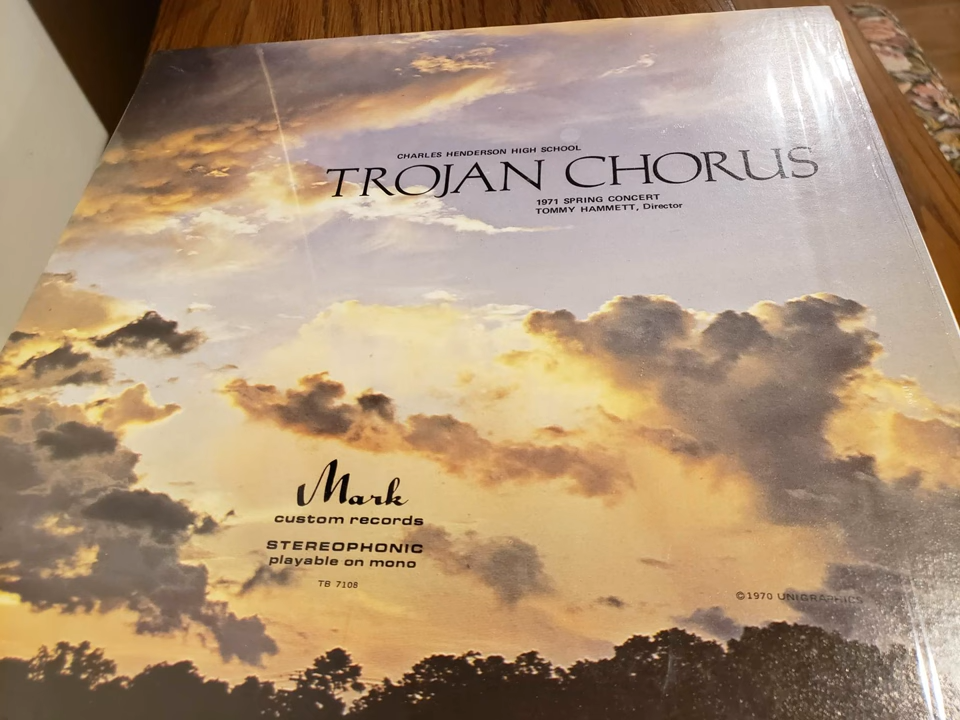 CHARLES HENDERSON HIGH SCHOOL
TROJAN CHORUS
1971 SPRING CONCERT
TOMMY HAMMETT, Director
Mark
custom records
STEREOPHONIC
playable on mono
TB 7108
©1970 UNIGRAPHICS